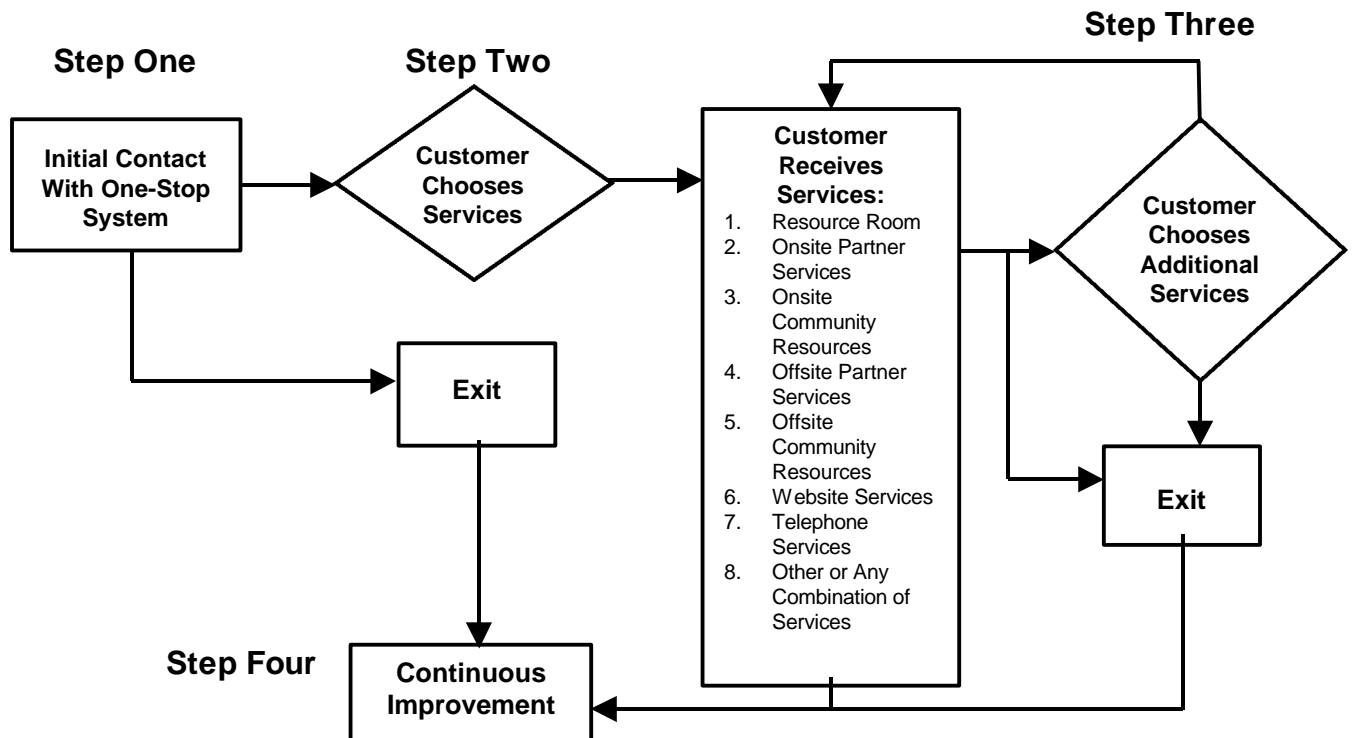 Step One
Step Two
Step Three
Initial Contact
With One-Stop
System
Customer
Chooses
Services
Customer
Receives
Services:
1. Resource Room
2. Onsite Partner
Services
3. Onsite
Community
Resources
4. Offsite Partner
Services
5. Offsite
Community
Resources
6. Website Services
7. Telephone
Services
8. Other or Any
Combination of
Services
Customer
Chooses
Additional
Services
Exit
Exit
Step Four
Continuous
Improvement